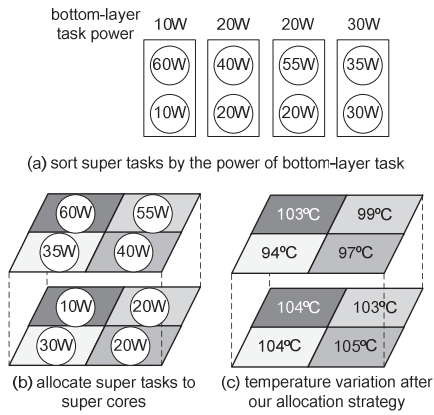 bottom-layer
task power
10W 20W 20W 30W
60W 40W 55W 35W
10W 20W 20W 30W
(a) sort super tasks by the power of bottom-layer task
60W 55W
35W 40W
10W 20W
30W 20W
(b) allocate super tasks to
super cores
103ºC 99ºC
94ºC 97ºC
104ºC 103ºC
104ºC 105ºC
(c) temperature variation after
our allocation strategy